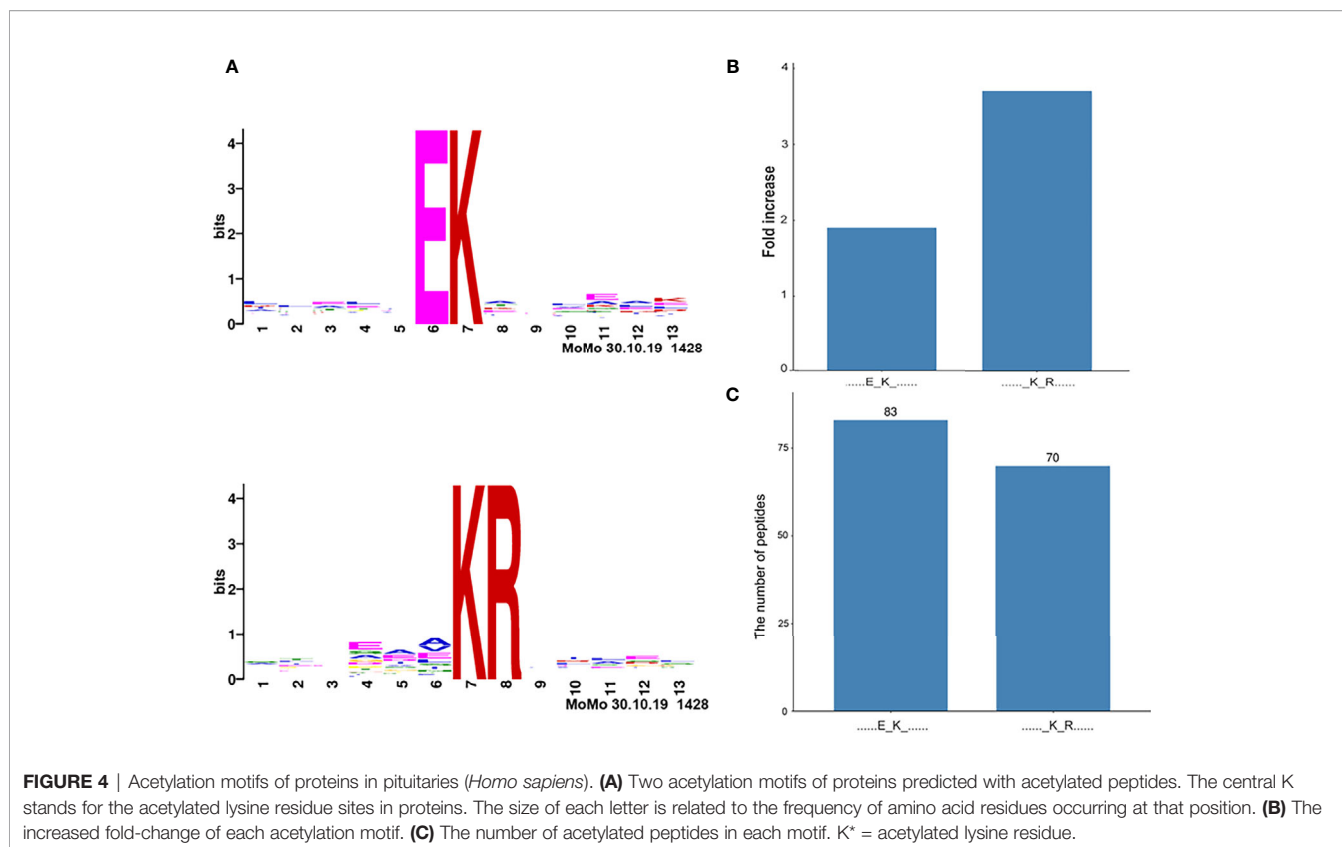 A
bits
4
3
2
1
0
E K
1 2 3 4 5 6 7 8 9 10 11 12 13
MoMo 30.10.19 1428
bits
4
3
2
1
0
KR
1 2 3 4 5 6 7 8 9 10 11 12 13
MoMo 30.10.19 1428
B
Fold increase
4
3
2
1
0
......E_K_......
......_K_R......
C
The number of peptides
75
50
25
0
83
70
......E_K_......
......_K_R......
FIGURE 4 | Acetylation motifs of proteins in pituitaries (Homo sapiens). (A) Two acetylation motifs of proteins predicted with acetylated peptides. The central K
stands for the acetylated lysine residue sites in proteins. The size of each letter is related to the frequency of amino acid residues occurring at that position. (B) The
increased fold-change of each acetylation motif. (C) The number of acetylated peptides in each motif. K* = acetylated lysine residue.